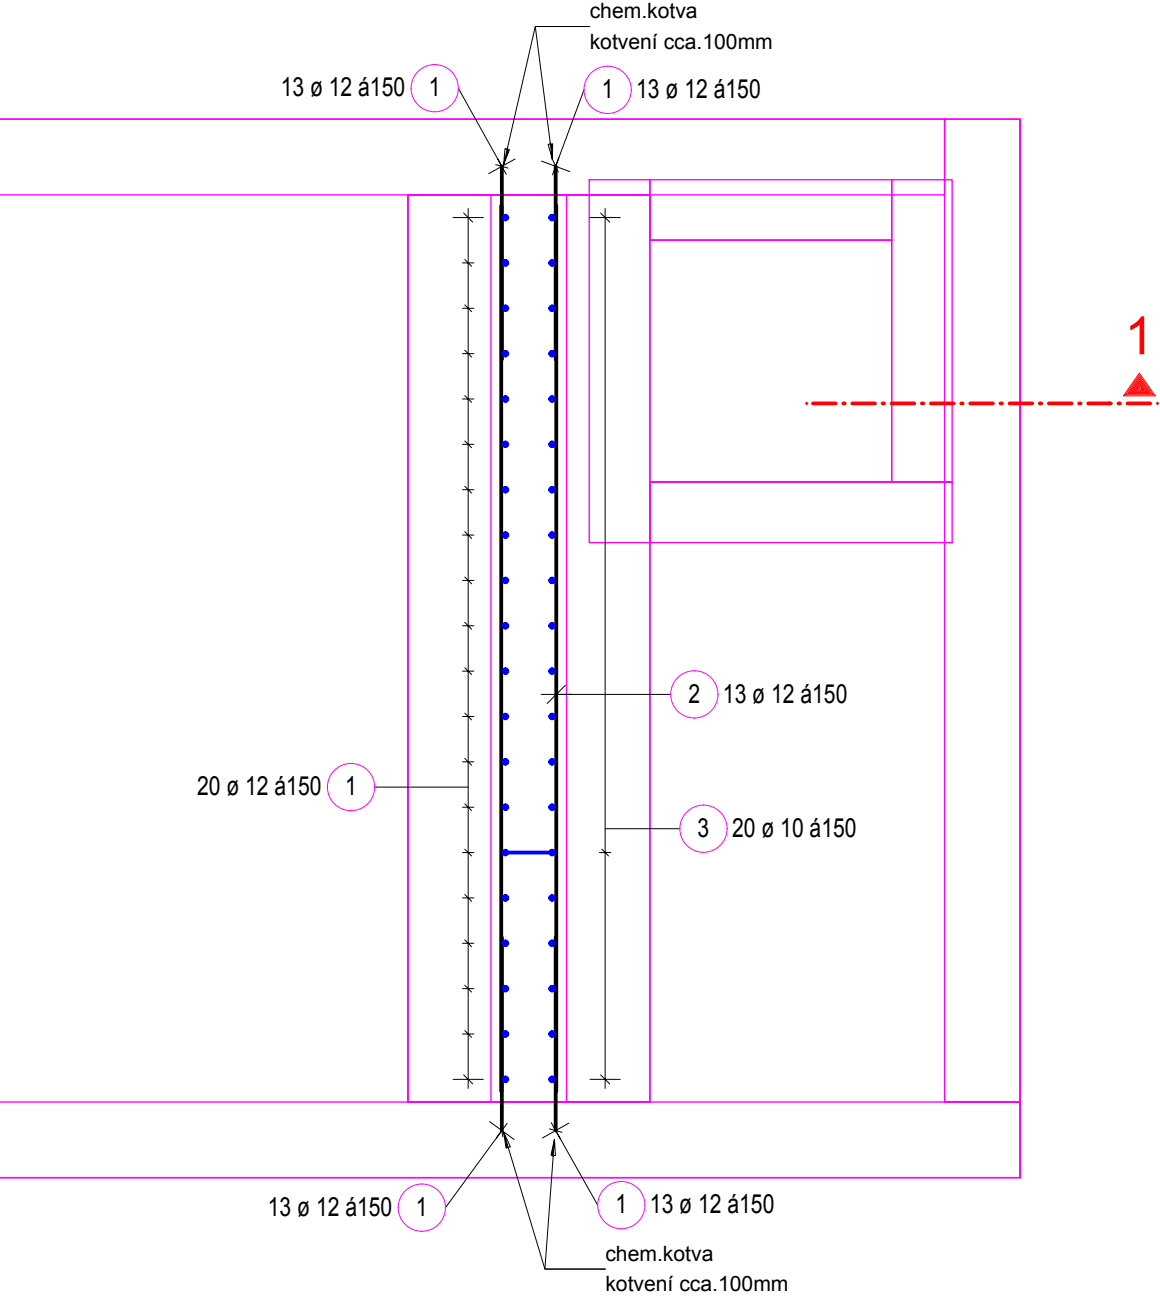 chem.kotva
kotvení cca.100mm
13 ø 12 á150 1
1 13 ø 12 á150
1
2 13 ø 12 á150
20 ø 12 á150 1
3 20 ø 10 á150
13 ø 12 á150 1
1 13 ø 12 á150
chem.kotva
kotvení cca.100mm